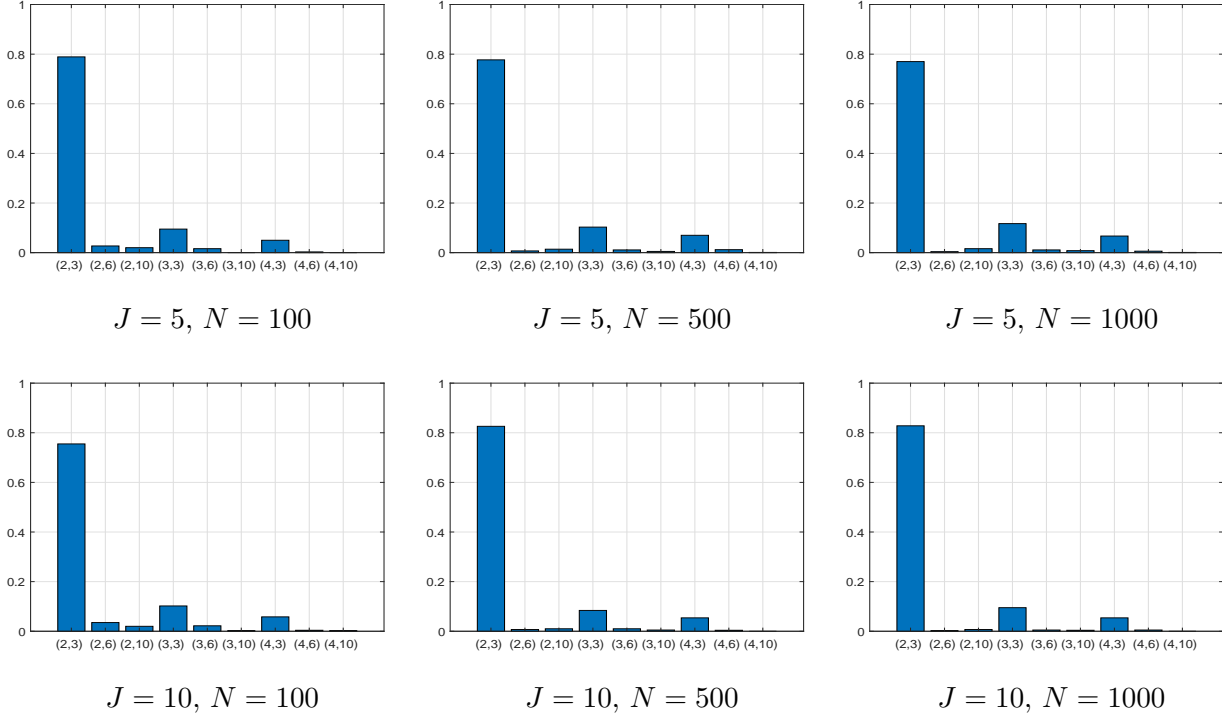 1 1 1
0.8 0.8 0.8
0.6 0.6 0.6
0.4 0.4 0.4
0.2 0.2 0.2
0 0 0
(2,3) (2,6) (2,10) (3,3) (3,6) (3,10) (4,3) (4,6) (4,10) (2,3) (2,6) (2,10) (3,3) (3,6) (3,10) (4,3) (4,6) (4,10) (2,3) (2,6) (2,10) (3,3) (3,6) (3,10) (4,3) (4,6) (4,10)
J = 5, N = 100 J = 5, N = 500 J = 5, N = 1000
1 1 1
0.8 0.8 0.8
0.6 0.6 0.6
0.4 0.4 0.4
0.2 0.2 0.2
0 0 0
(2,3) (2,6) (2,10) (3,3) (3,6) (3,10) (4,3) (4,6) (4,10) (2,3) (2,6) (2,10) (3,3) (3,6) (3,10) (4,3) (4,6) (4,10) (2,3) (2,6) (2,10) (3,3) (3,6) (3,10) (4,3) (4,6) (4,10)
J = 10, N = 100 J = 10, N = 500 J = 10, N = 1000